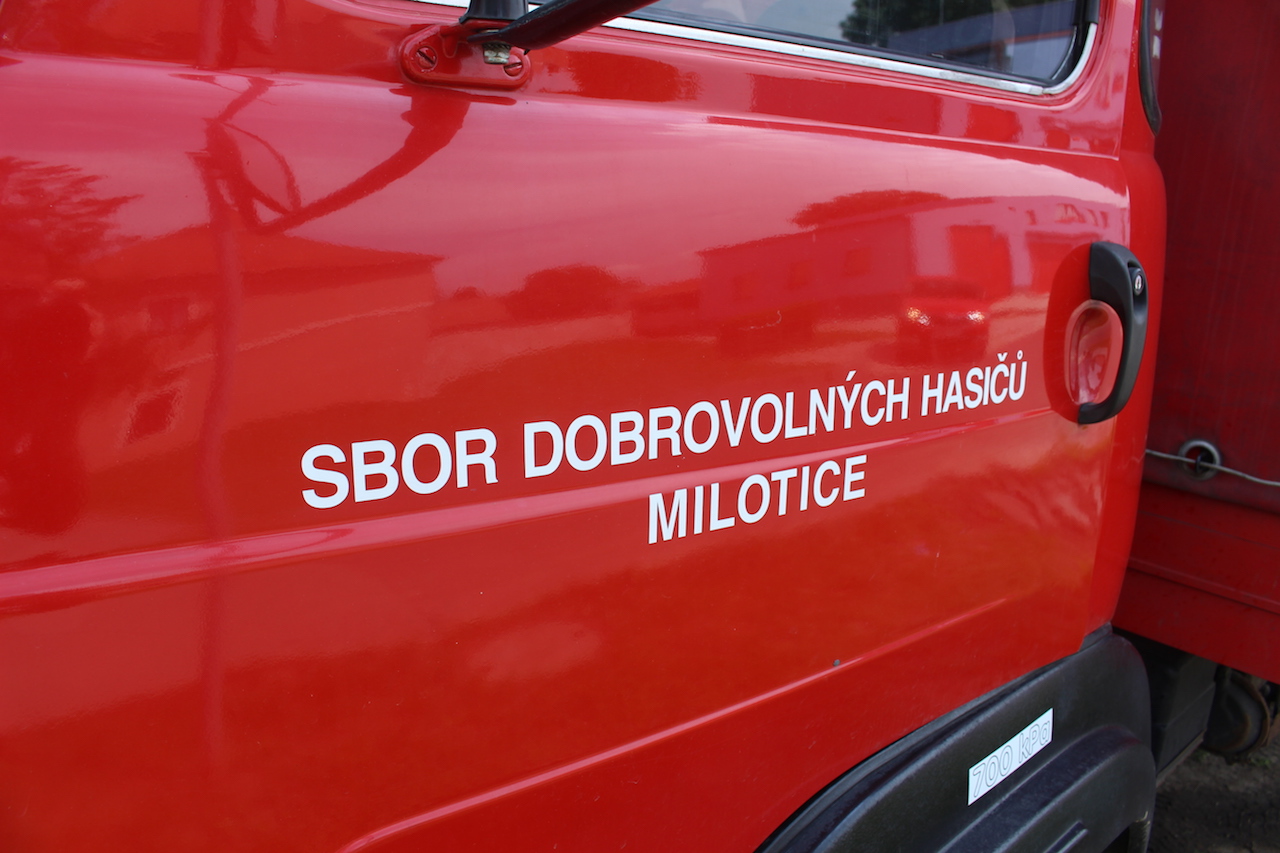 SBOR DOBROVOLNÝCH HASIČŮ
MILOTICE
700 kPa